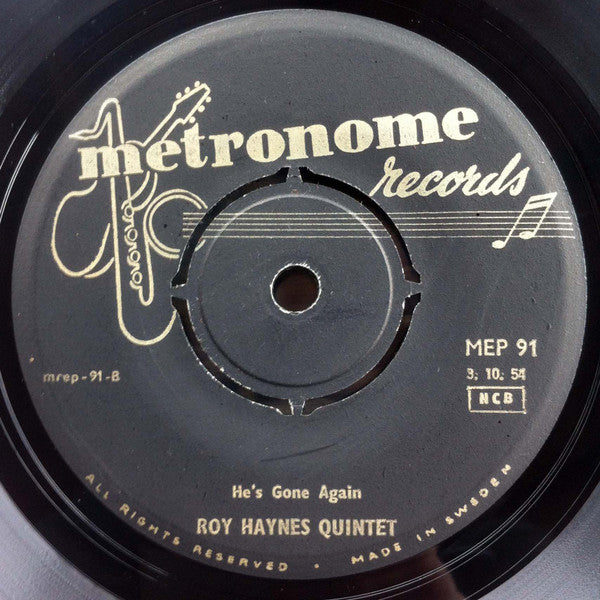 metronome
records
MEP 91
3. 10. 54
NCB
mrep-91-B
He's Gone Again
ROY HAYNES QUINTET
ALL RIGHTS RESERVED • MADE IN SWEDEN